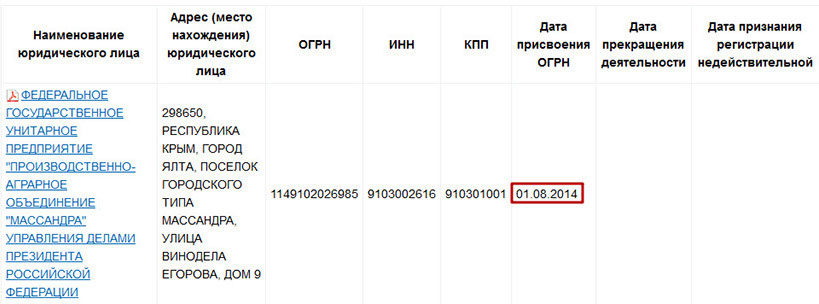 Наименование
юридического лица
Адрес (место
нахождения)
юридического
лица
ОГРН
ИНН
КПП
Дата
присвоения
ОГРН
Дата
прекращения
деятельности
Дата признания
регистрации
недействительной
ФЕДЕРАЛЬНОЕ
ГОСУДАРСТВЕННОЕ
УНИТАРНОЕ
ПРЕДПРИЯТИЕ
"ПРОИЗВОДСТВЕННО-
АГРАРНОЕ
ОБЪЕДИНЕНИЕ
"МАССАНДРА"
УПРАВЛЕНИЯ ДЕЛАМИ
ПРЕЗИДЕНТА
РОССИЙСКОЙ
ФЕДЕРАЦИИ
298650,
РЕСПУБЛИКА
КРЫМ, ГОРОД
ЯЛТА, ПОСЕЛОК
ГОРОДСКОГО
ТИПА
МАССАНДРА,
УЛИЦА
ВИНОДЕЛА
ЕГОРОВА, ДОМ 9
1149102026985
9103002616
910301001
01.08.2014